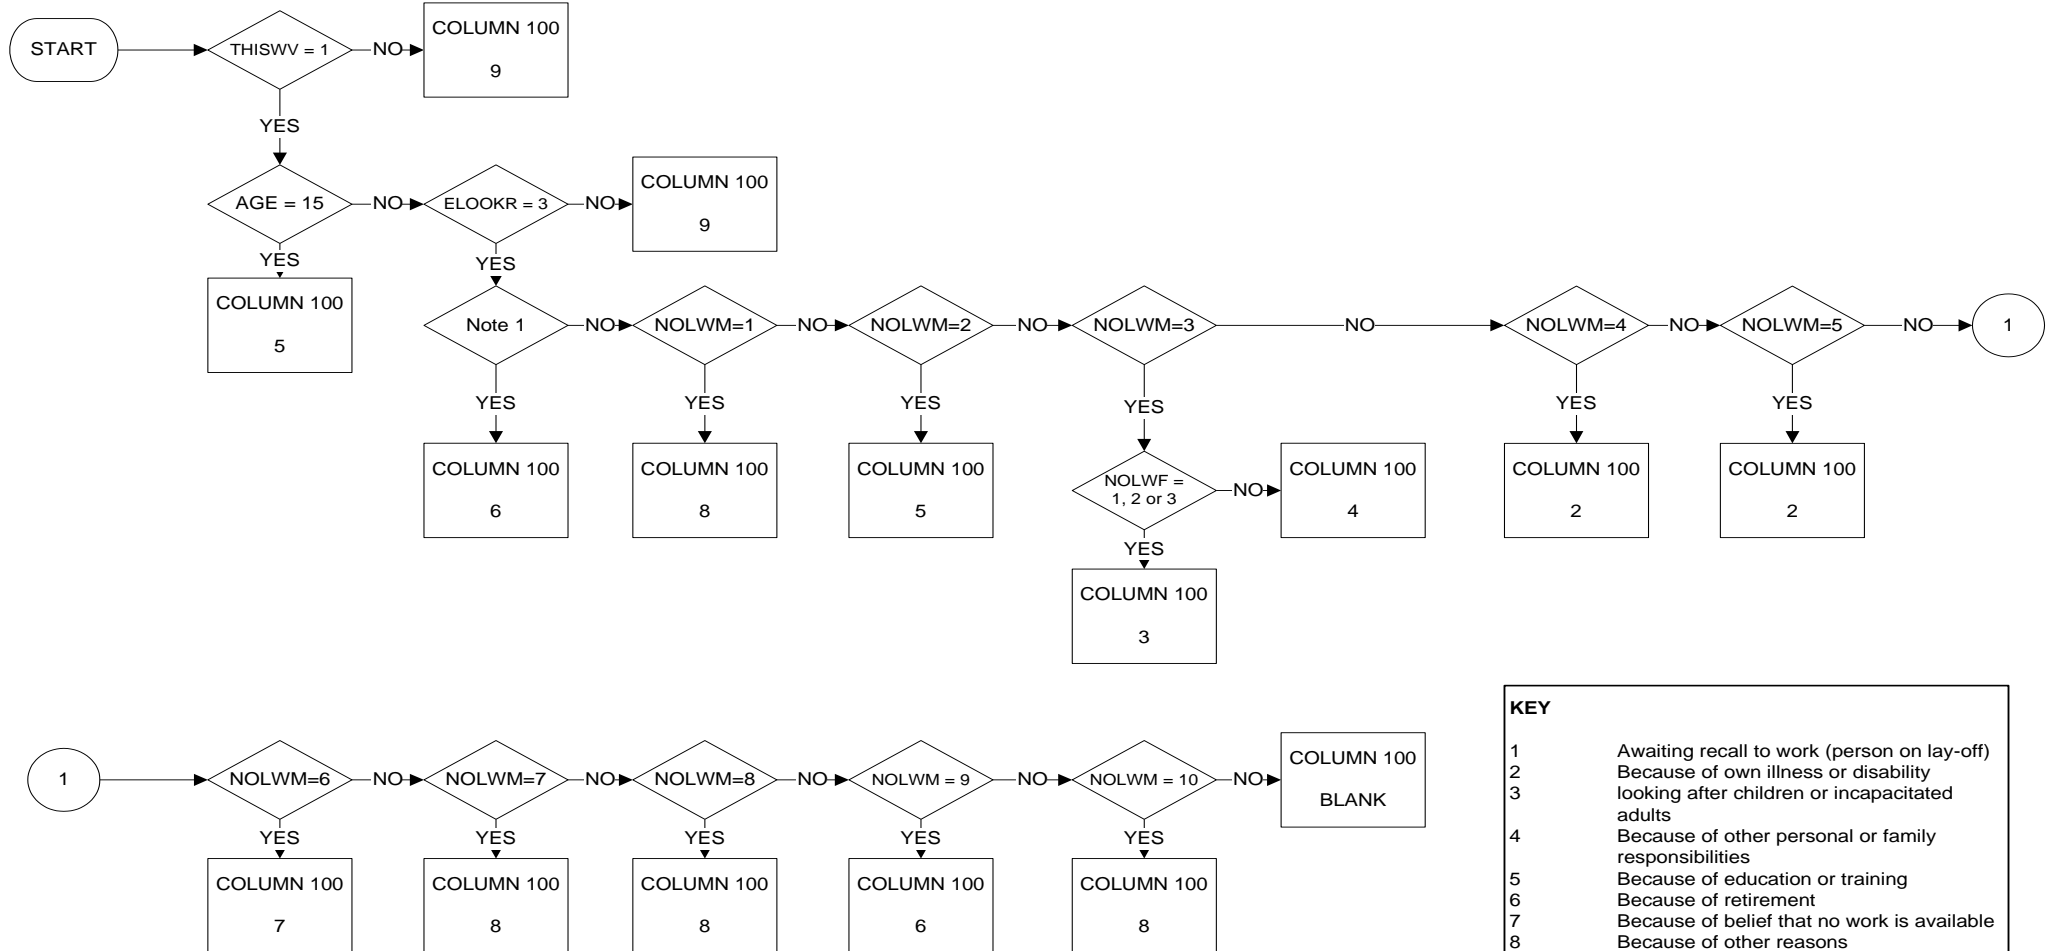 START
THISWV = 1
NO
COLUMN 100
9
YES
AGE = 15
NO
ELOOKR = 3
NO
COLUMN 100
9
YES
COLUMN 100
5
YES
Note 1
NO
NOLWM=1
NO
NOLWM=2
NO
NOLWM=3
NO
NOLWM=4
NO
NOLWM=5
NO
1
YES
COLUMN 100
6
YES
COLUMN 100
8
YES
COLUMN 100
5
YES
NOLWF =
1, 2 or 3
NO
COLUMN 100
4
YES
COLUMN 100
3
YES
COLUMN 100
2
YES
COLUMN 100
2
1
NOLWM=6
NO
NOLWM=7
NO
NOLWM=8
NO
NOLWM = 9
NO
NOLWM = 10
NO
COLUMN 100
BLANK
YES
COLUMN 100
7
YES
COLUMN 100
8
YES
COLUMN 100
8
YES
COLUMN 100
6
YES
COLUMN 100
8
KEY
1 Awaiting recall to work (person on lay-off)
2 Because of own illness or disability
3 looking after children or incapacitated
adults
4 Because of other personal or family
responsibilities
5 Because of education or training
6 Because of retirement
7 Because of belief that no work is available
8 Because of other reasons